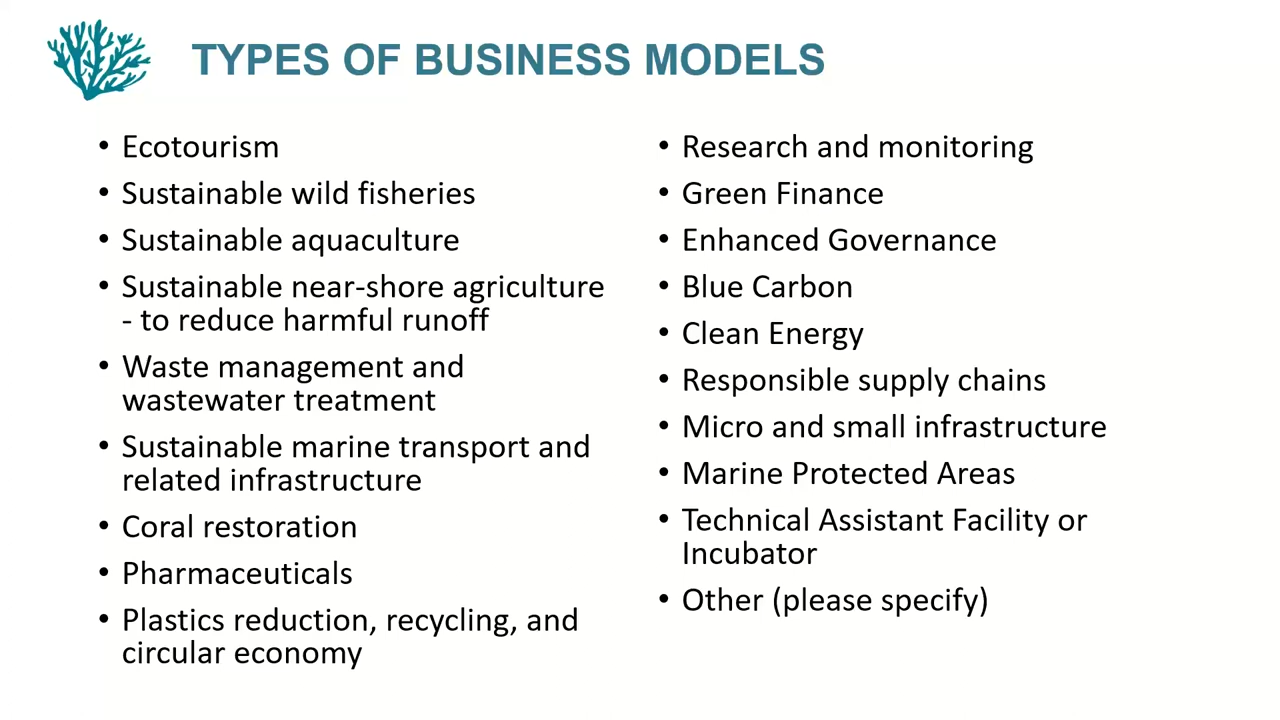 TYPES OF BUSINESS MODELS
• Ecotourism
• Sustainable wild fisheries
• Sustainable aquaculture
• Sustainable near-shore agriculture
- to reduce harmful runoff
• Waste management and
wastewater treatment
• Sustainable marine transport and
related infrastructure
• Coral restoration
• Pharmaceuticals
• Plastics reduction, recycling, and
circular economy
• Research and monitoring
• Green Finance
• Enhanced Governance
• Blue Carbon
• Clean Energy
• Responsible supply chains
• Micro and small infrastructure
• Marine Protected Areas
• Technical Assistant Facility or
Incubator
• Other (please specify)